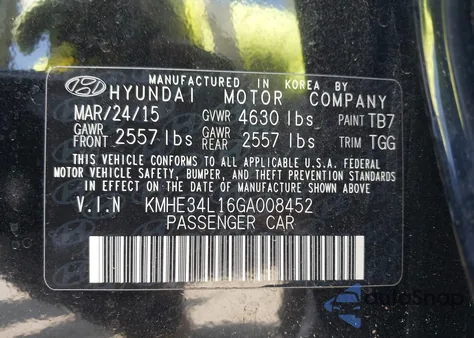 MANUFACTURED IN KOREA BY
HYUNDAI MOTOR COMPANY
MAR/24/15 GVWR 4630 lbs PAINT TB7
GAWR FRONT 2557 lbs GAWR REAR 2557 lbs TRIM TGG
THIS VEHICLE CONFORMS TO ALL APPLICABLE U.S.A. FEDERAL
MOTOR VEHICLE SAFETY, BUMPER, AND THEFT PREVENTION
STANDARDS IN EFFECT ON THE DATE OF MANUFACTURE SHOWN ABOVE.
V.I.N KMHE34L16GA008452
PASSENGER CAR
dataSnap